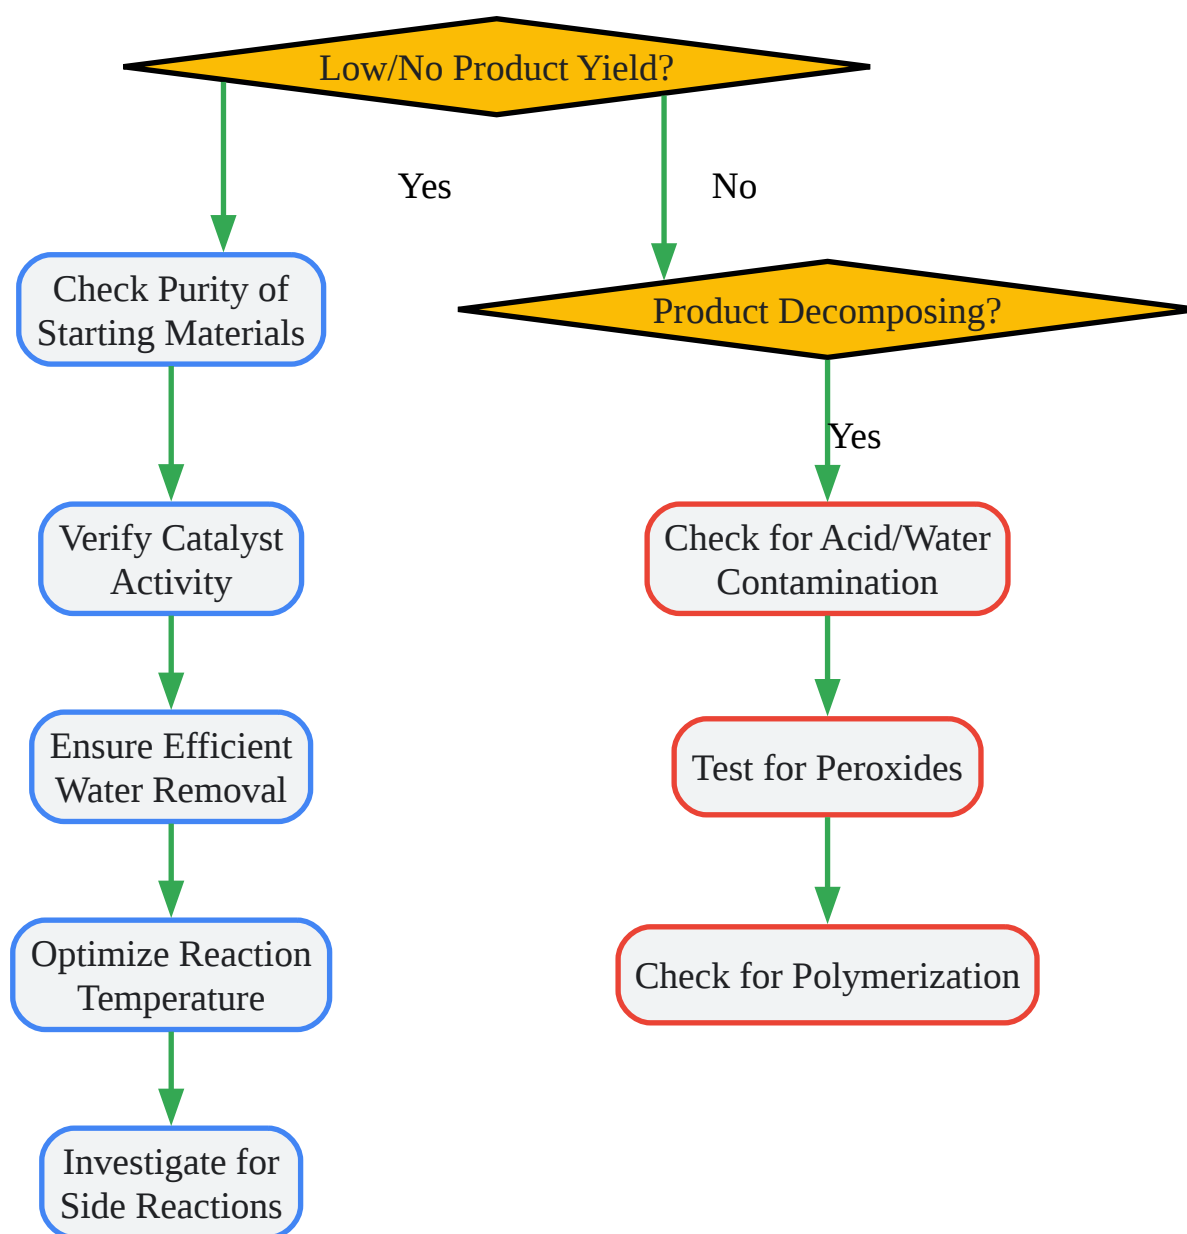 Low/No Product Yield?
Yes
No
Check Purity of
Starting Materials
Product Decomposing?
Yes
Verify Catalyst
Activity
Check for Acid/Water
Contamination
Ensure Efficient
Water Removal
Test for Peroxides
Optimize Reaction
Temperature
Check for Polymerization
Investigate for
Side Reactions